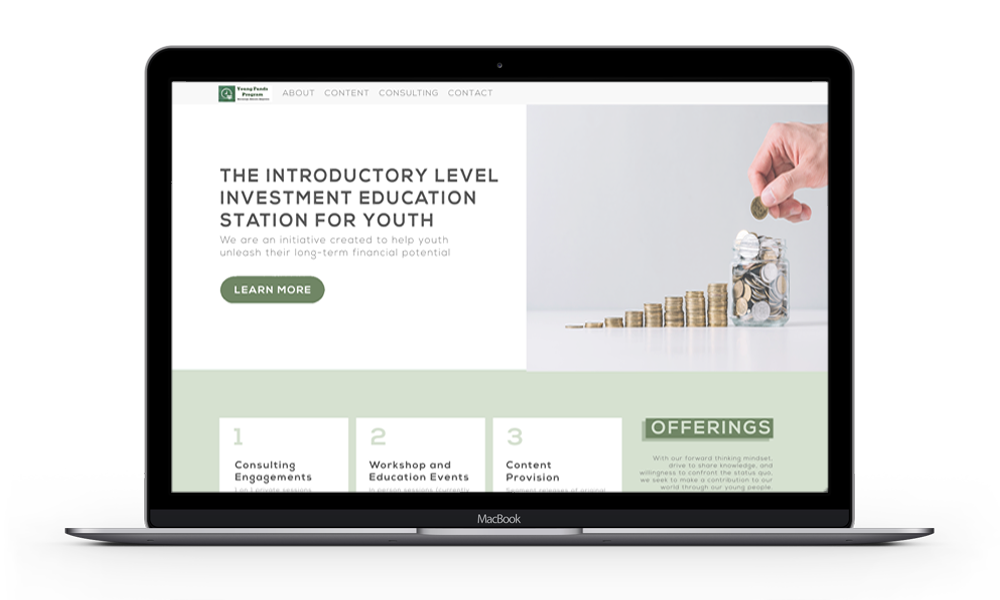 Young Funds
Program
ABOUT CONTENT CONSULTING CONTACT
THE INTRODUCTORY LEVEL
INVESTMENT EDUCATION
STATION FOR YOUTH
We are an initiative created to help youth
unleash their long-term financial potential
LEARN MORE
1
Consulting
Engagements
1 on 1 private sessions
2
Workshop and
Education Events
In person sessions (currently
3
Content
Provision
Segment releases of original
OFFERINGS
With our forward thinking mindset,
drive to share knowledge, and
willingness to confront the status quo,
we seek to make a contribution to our
world through our young people.
MacBook